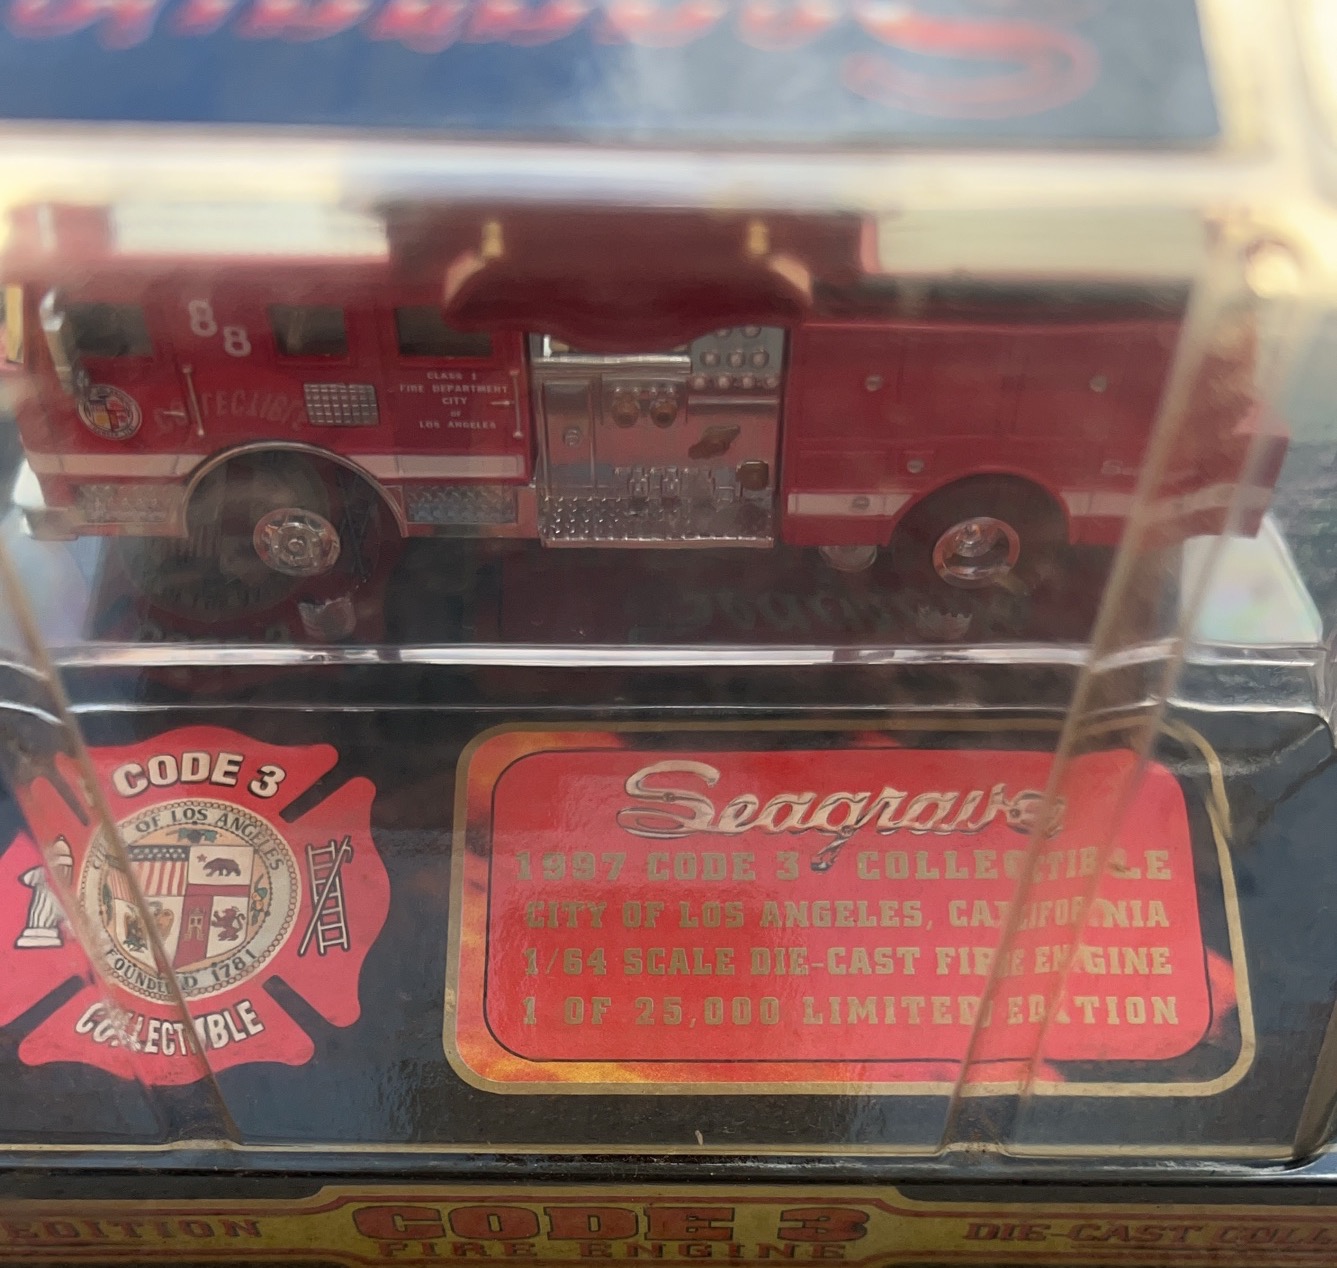 88
COLLECTIBLE
CLASS 1
FIRE DEPARTMENT
CITY
OF
LOS ANGELES
CODE 3
CITY OF LOS ANGELES
FOUNDED 1781
COLLECTIBLE
Seagrave
1997 CODE 3 COLLECTIBLE
CITY OF LOS ANGELES, CALIFORNIA
1/64 SCALE DIE-CAST FIRE ENGINE
1 OF 25,000 LIMITED EDITION
EDITION
CODE 3
FIRE ENGINE
DIE-CAST